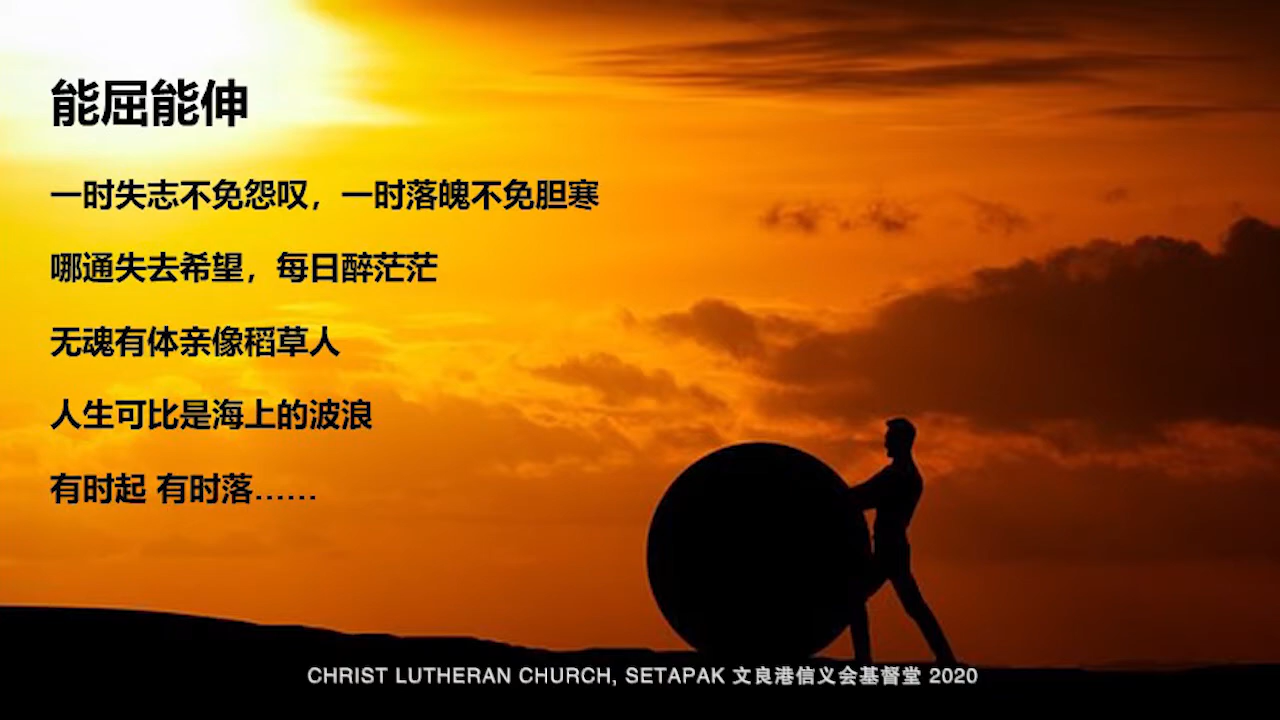 能屈能伸
一时失志不免怨叹，一时落魄不免胆寒
哪通失去希望，每日醉茫茫
无魂有体亲像稻草人
人生可比是海上的波浪
有时起 有时落……
CHRIST LUTHERAN CHURCH, SETAPAK 文良港信义会基督堂 2020